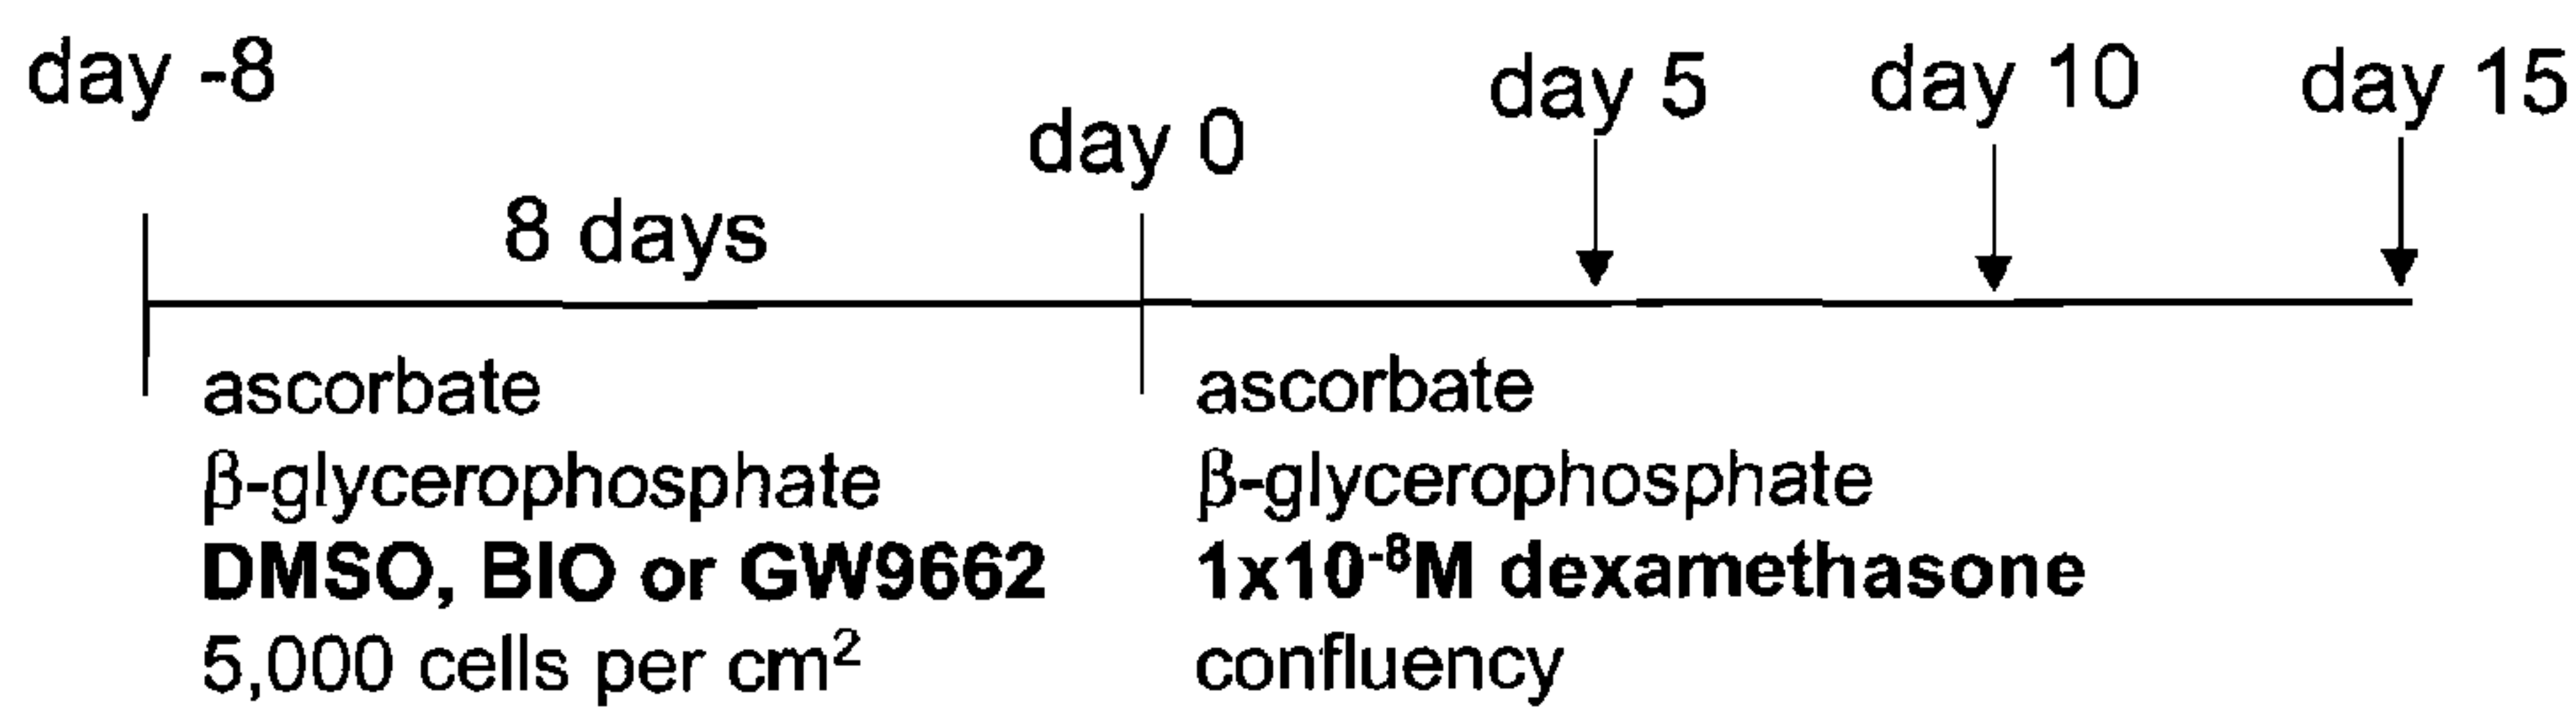 day -8
day 0
day 5
day 10
day 15
8 days
ascorbate
β-glycerophosphate
DMSO, BIO or GW9662
5,000 cells per cm²
ascorbate
β-glycerophosphate
1x10⁻⁸M dexamethasone
confluency